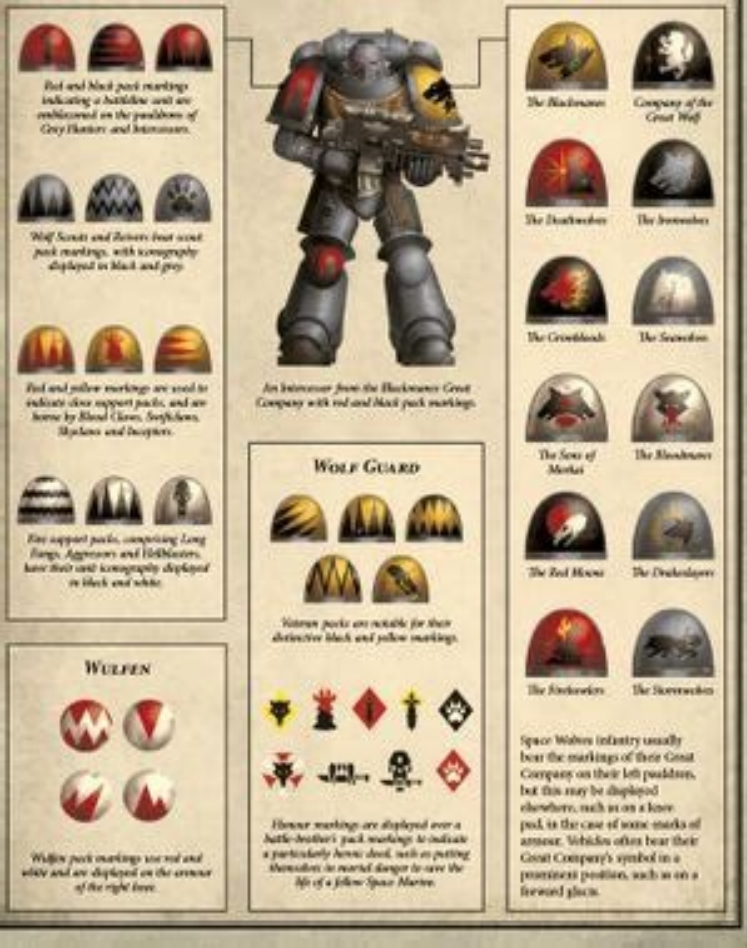 Red and black pack markings
indicating a battleline unit are
emblazoned on the pauldrons of
Grey Hunters and Intercessors.
Wolf Scouts and Reivers bear scout
pack markings, with iconography
displayed in black and grey.
Red and yellow markings are used to
indicate close support packs, and are
borne by Blood Claws, Swiftclaws,
Skyclaws and Inceptors.
Fire support packs, comprising Long
Fangs, Aggressors and Hellblasters,
have their unit iconography displayed
in black and white.
WULFEN
Wulfen pack markings use red and
white and are displayed on the armour
of the right knee.
An Intercessor from the Blackmanes Great
Company with red and black pack markings.
WOLF GUARD
Veteran packs are notable for their
distinctive black and yellow markings.
Honour markings are displayed over a
battle-brother's pack markings to indicate
a particularly heroic deed, such as putting
themselves in mortal danger to save the
life of a fellow Space Marine.
The Blackmanes
Company of the
Great Wolf
The Deathwolves
The Ironwolves
The Grimbloods
The Seawolves
The Sons of
Morkai
The Bloodmaws
The Red Moons
The Drakeslayers
The Firehowlers
The Stormwolves
Space Wolves infantry usually
bear the markings of their Great
Company on their left pauldron,
but this may be displayed
elsewhere, such as on a knee
pad, in the case of some marks of
armour. Vehicles often bear their
Great Company's symbol in a
prominent position, such as on a
forward glacis.